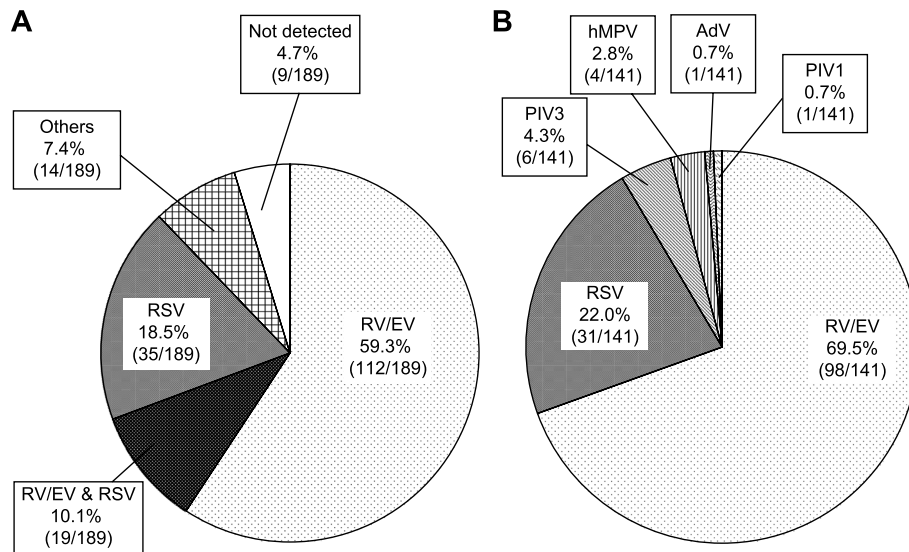 A
Not detected
4.7%
(9/189)
Others
7.4%
(14/189)
RSV
18.5%
(35/189)
RV/EV
59.3%
(112/189)
RV/EV & RSV
10.1%
(19/189)
B
hMPV
2.8%
(4/141)
AdV
0.7%
(1/141)
PIV1
0.7%
(1/141)
PIV3
4.3%
(6/141)
RSV
22.0%
(31/141)
RV/EV
69.5%
(98/141)